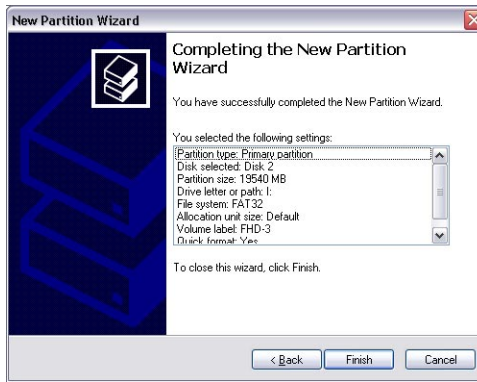 New Partition Wizard
Completing the New Partition
Wizard
You have successfully completed the New Partition Wizard.
You selected the following settings:
Partition type: Primary partition
Disk selected: Disk 2
Partition size: 19540 MB
Drive letter or path: I:
File system: FAT32
Allocation unit size: Default
Volume label: FHD-3
Quick format: Yes
To close this wizard, click Finish.
< Back
Finish
Cancel